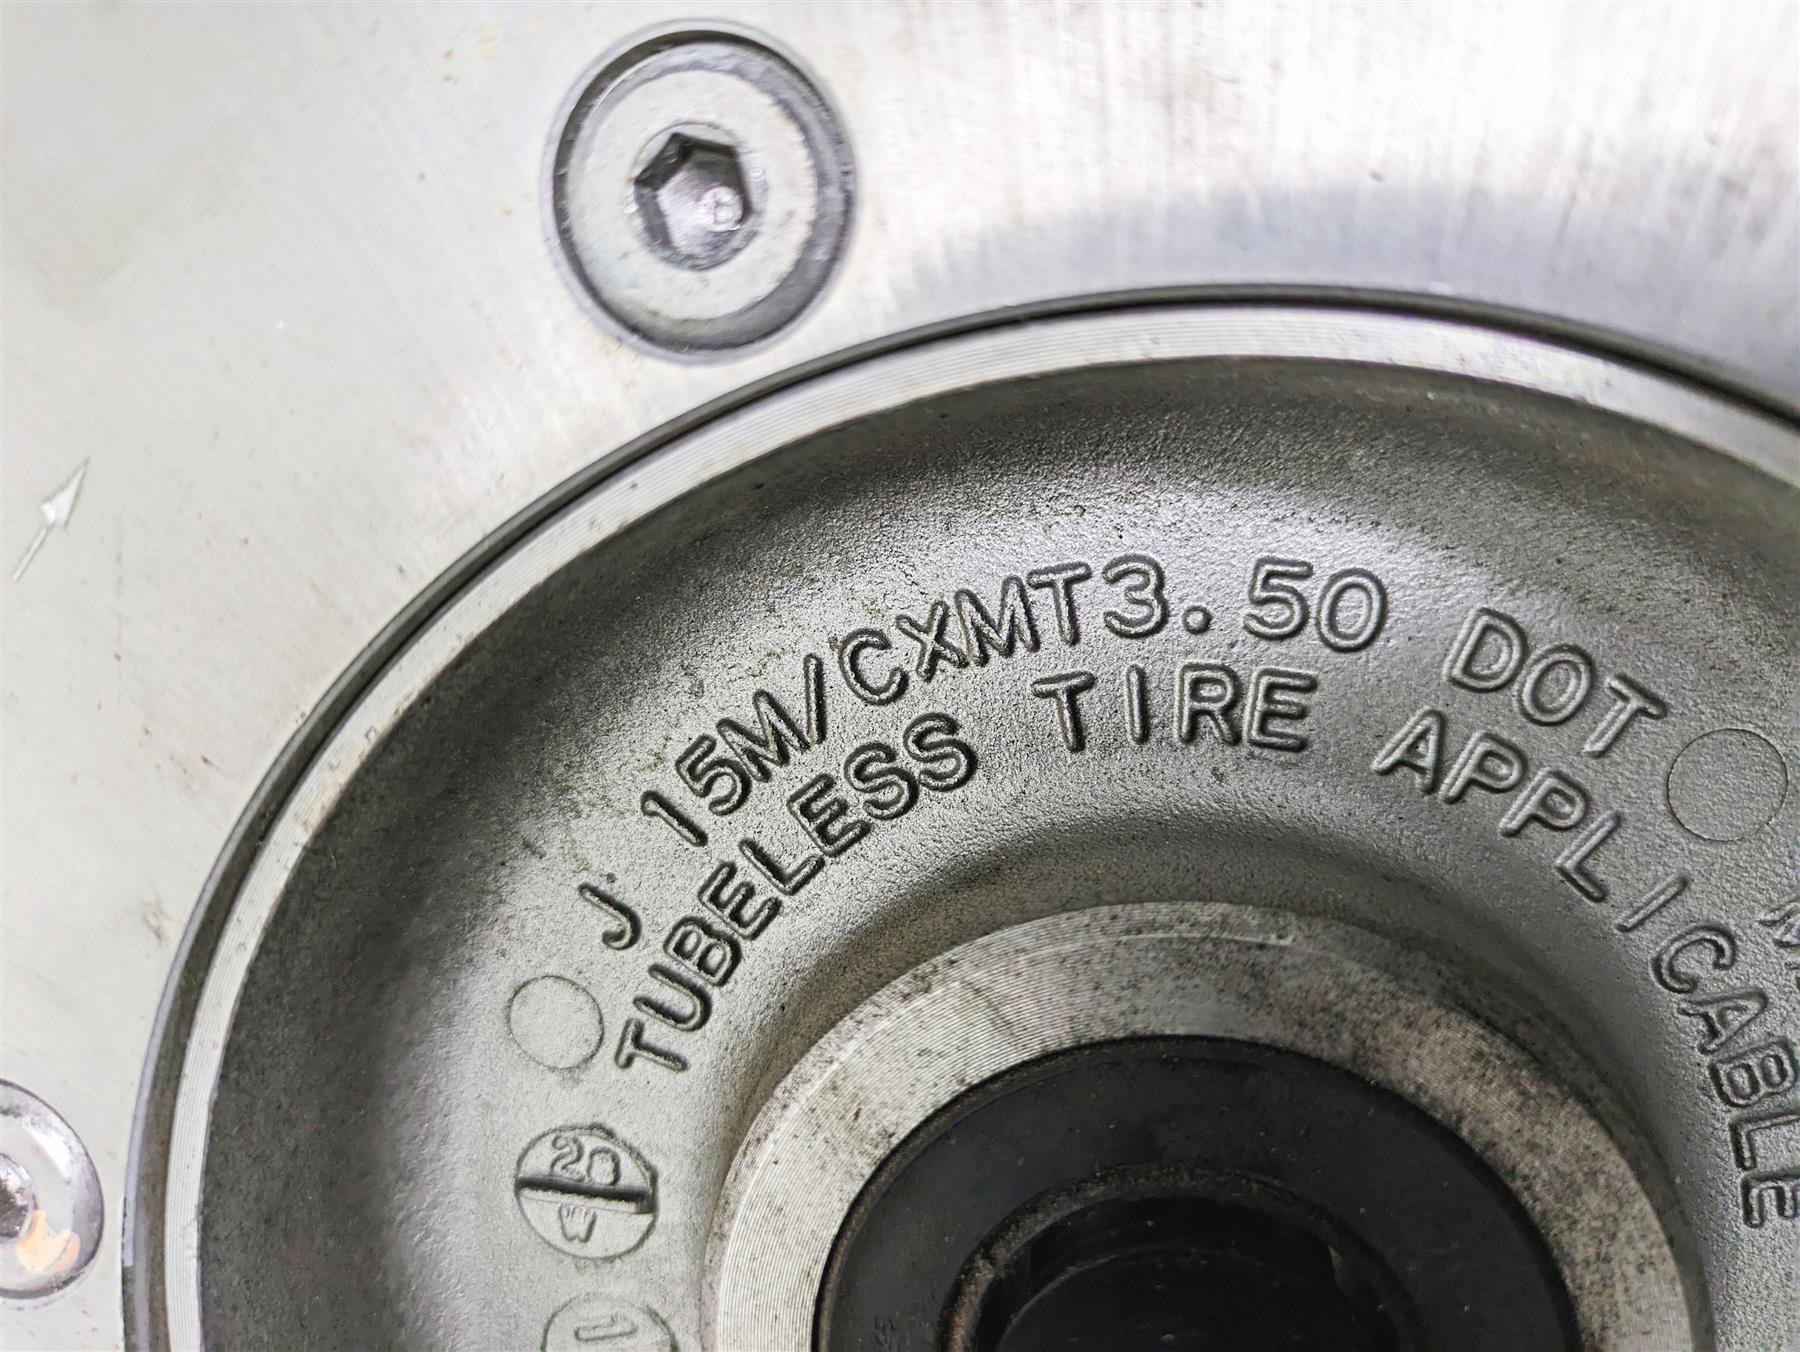 J 15M/CXMT3.50 DOT
TUBELESS TIRE APPLICABLE
20
W